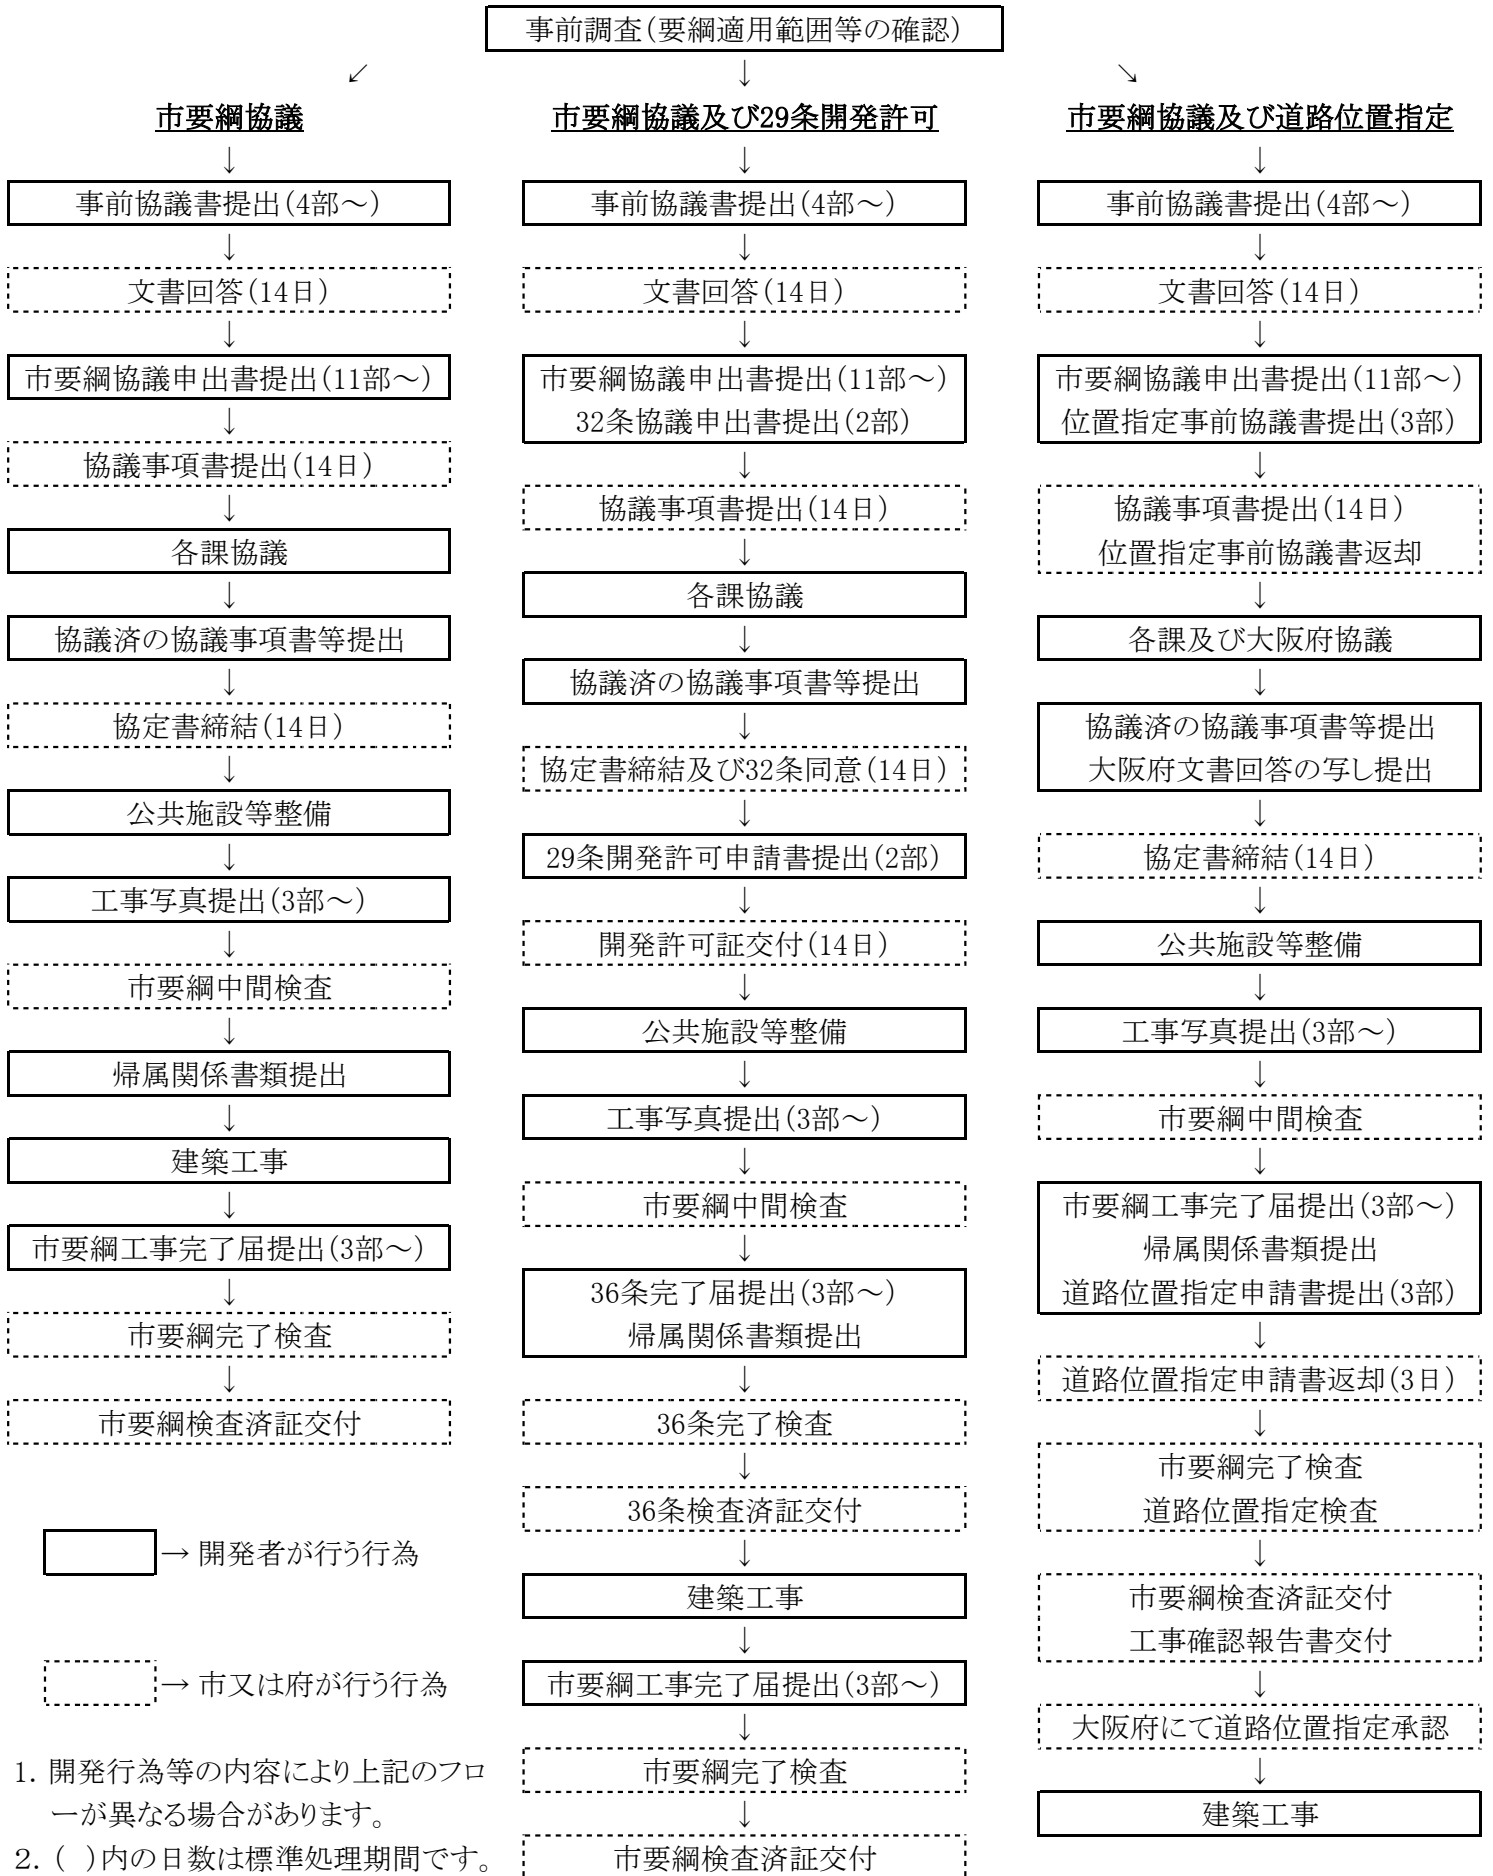 事前調査(要綱適用範囲等の確認)
↙
↓
↘
市要綱協議
↓
事前協議書提出(4部～)
↓
文書回答(14日)
↓
市要綱協議申出書提出(11部～)
↓
協議事項書提出(14日)
↓
各課協議
↓
協議済の協議事項書等提出
↓
協定書締結(14日)
↓
公共施設等整備
↓
工事写真提出(3部～)
↓
市要綱中間検査
↓
帰属関係書類提出
↓
建築工事
↓
市要綱工事完了届提出(3部～)
↓
市要綱完了検査
↓
市要綱検査済証交付
→ 開発者が行う行為
→ 市又は府が行う行為
1. 開発行為等の内容により上記のフロ
ーが異なる場合があります。
2. ( )内の日数は標準処理期間です。
市要綱協議及び29条開発許可
↓
事前協議書提出(4部～)
↓
文書回答(14日)
↓
市要綱協議申出書提出(11部～)
32条協議申出書提出(2部)
↓
協議事項書提出(14日)
↓
各課協議
↓
協議済の協議事項書等提出
↓
協定書締結及び32条同意(14日)
↓
29条開発許可申請書提出(2部)
↓
開発許可証交付(14日)
↓
公共施設等整備
↓
工事写真提出(3部～)
↓
市要綱中間検査
↓
36条完了届提出(3部～)
帰属関係書類提出
↓
36条完了検査
↓
36条検査済証交付
↓
建築工事
↓
市要綱工事完了届提出(3部～)
↓
市要綱完了検査
↓
市要綱検査済証交付
市要綱協議及び道路位置指定
↓
事前協議書提出(4部～)
↓
文書回答(14日)
↓
市要綱協議申出書提出(11部～)
位置指定事前協議書提出(3部)
↓
協議事項書提出(14日)
位置指定事前協議書返却
↓
各課及び大阪府協議
↓
協議済の協議事項書等提出
大阪府文書回答の写し提出
↓
協定書締結(14日)
↓
公共施設等整備
↓
工事写真提出(3部～)
↓
市要綱中間検査
↓
市要綱工事完了届提出(3部～)
帰属関係書類提出
道路位置指定申請書提出(3部)
↓
道路位置指定申請書返却(3日)
↓
市要綱完了検査
道路位置指定検査
↓
市要綱検査済証交付
工事確認報告書交付
↓
大阪府にて道路位置指定承認
↓
建築工事